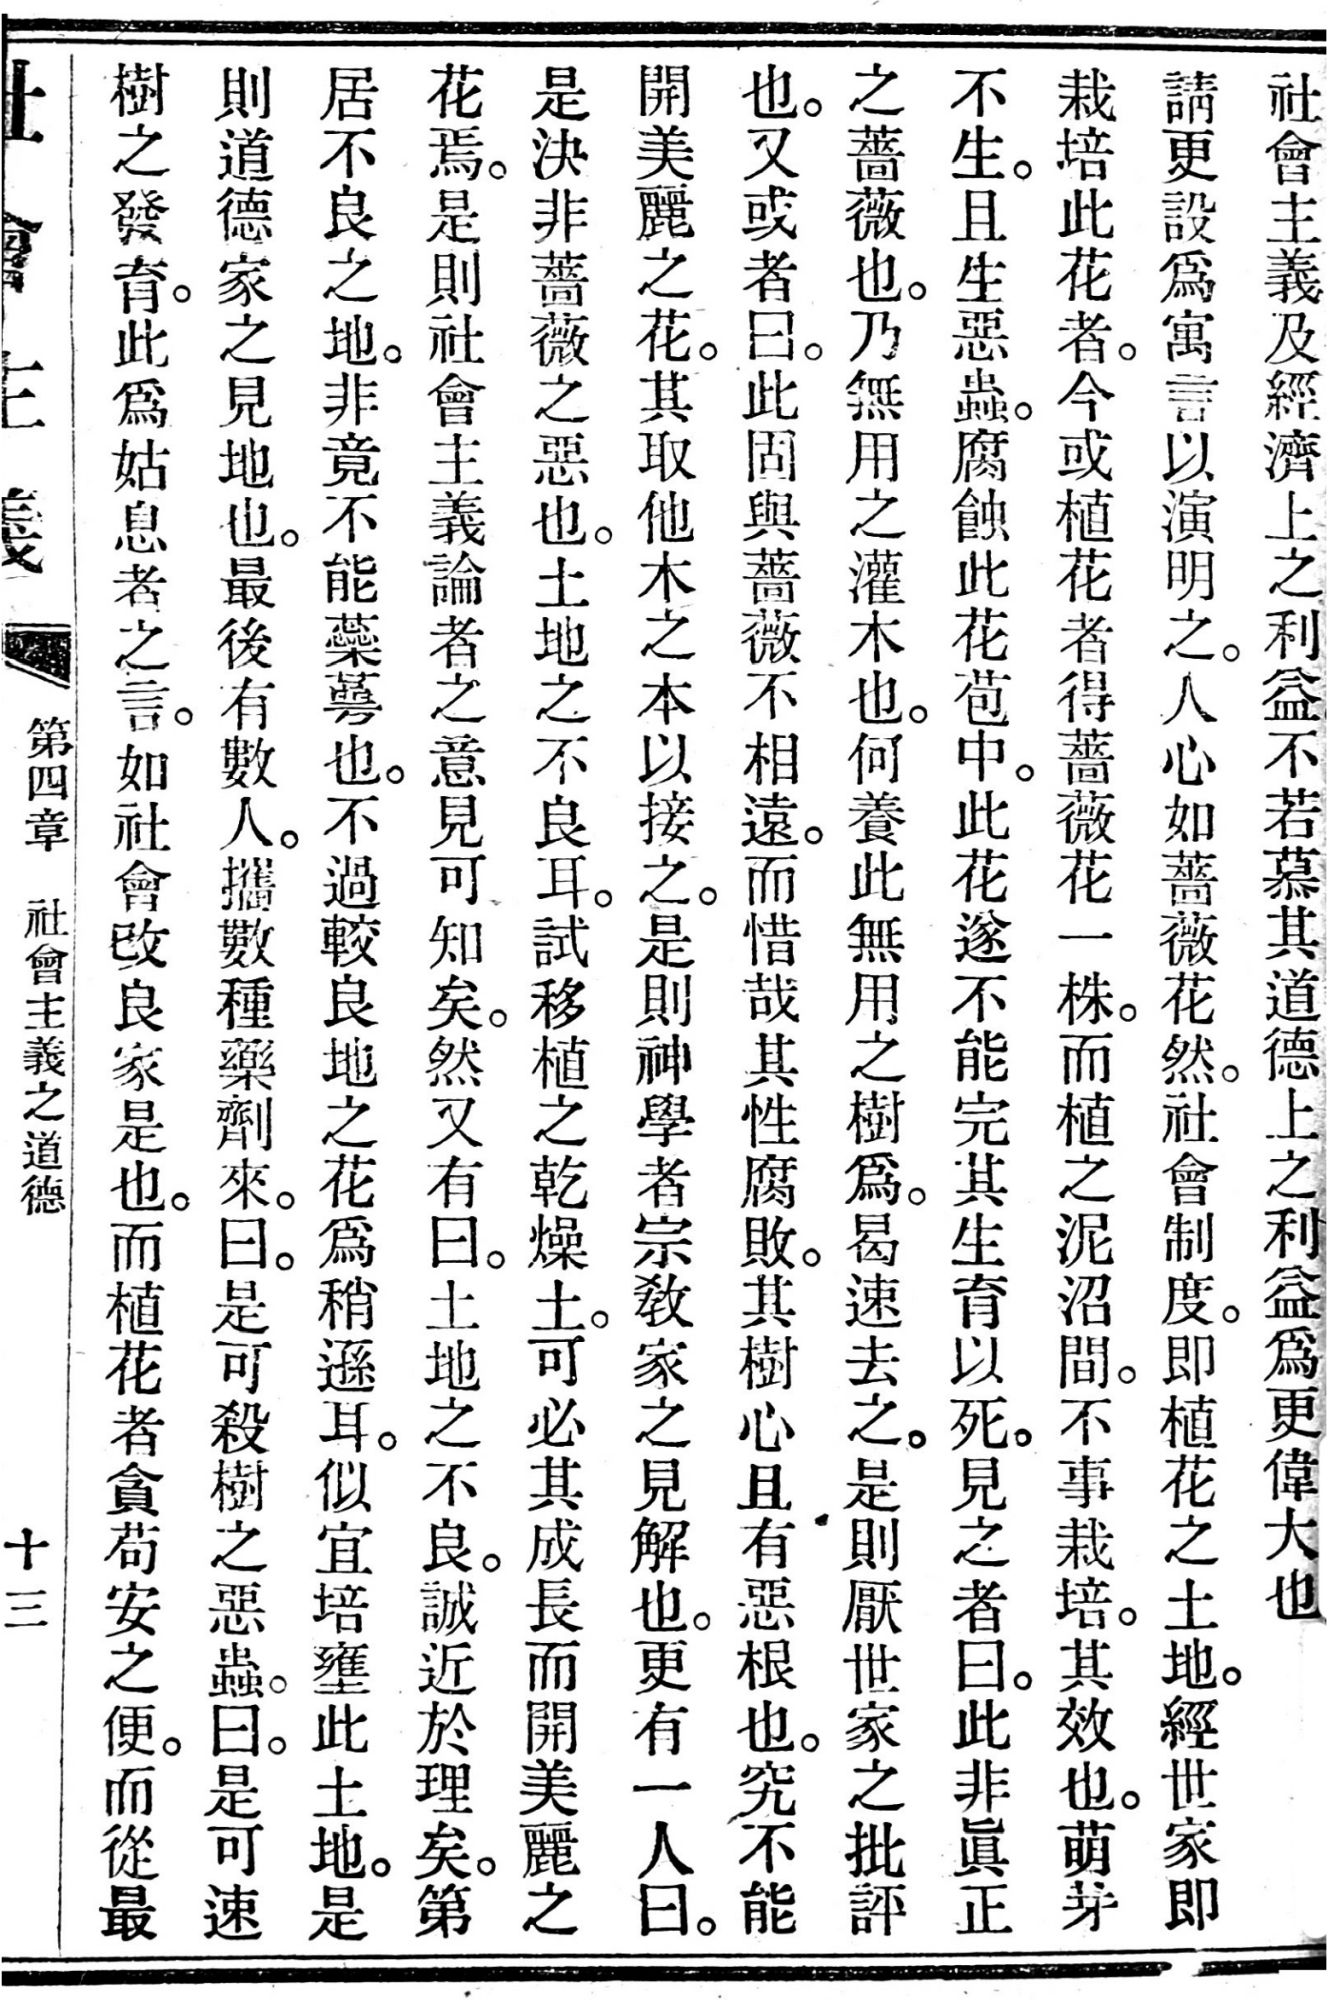 社會主義及經濟上之利益不若慕其道德上之利益爲更偉大也
請更設爲寓言以演明之。人心如薔薇花然。社會制度。即植花之土地。經世家即
栽培此花者。今或植花者得薔薇花一株。而植之泥沼間。不事栽培。其效也。萌芽
不生。且生惡蟲。腐蝕此花苞中。此花遂不能完其生育以死。見之者曰。此非眞正
之薔薇也。乃無用之灌木也。何養此無用之樹爲。曷速去之。是則厭世家之批評
也。又或者曰。此固與薔薇不相遠。而惜哉其性腐敗。其樹心且有惡根也。究不能
開美麗之花。其取他木之本以接之。是則神學者宗教家之見解也。更有一人曰。
是決非薔薇之惡也。土地之不良耳。試移植之乾燥土。可必其成長而開美麗之
花焉。是則社會主義論者之意見可知矣。然又有曰。土地之不良。誠近於理矣。第
居不良之地。非竟不能蘂萼也。不過較良地之花爲稍遜耳。似宜培壅此土地。是
則道德家之見地也。最後有數人。攜數種藥劑來。曰。是可殺樹之惡蟲。曰。是可速
樹之發育。此爲姑息者之言。如社會改良家是也。而植花者貪苟安之便。而從最
社會主義
第四章　社會主義之道德
十三